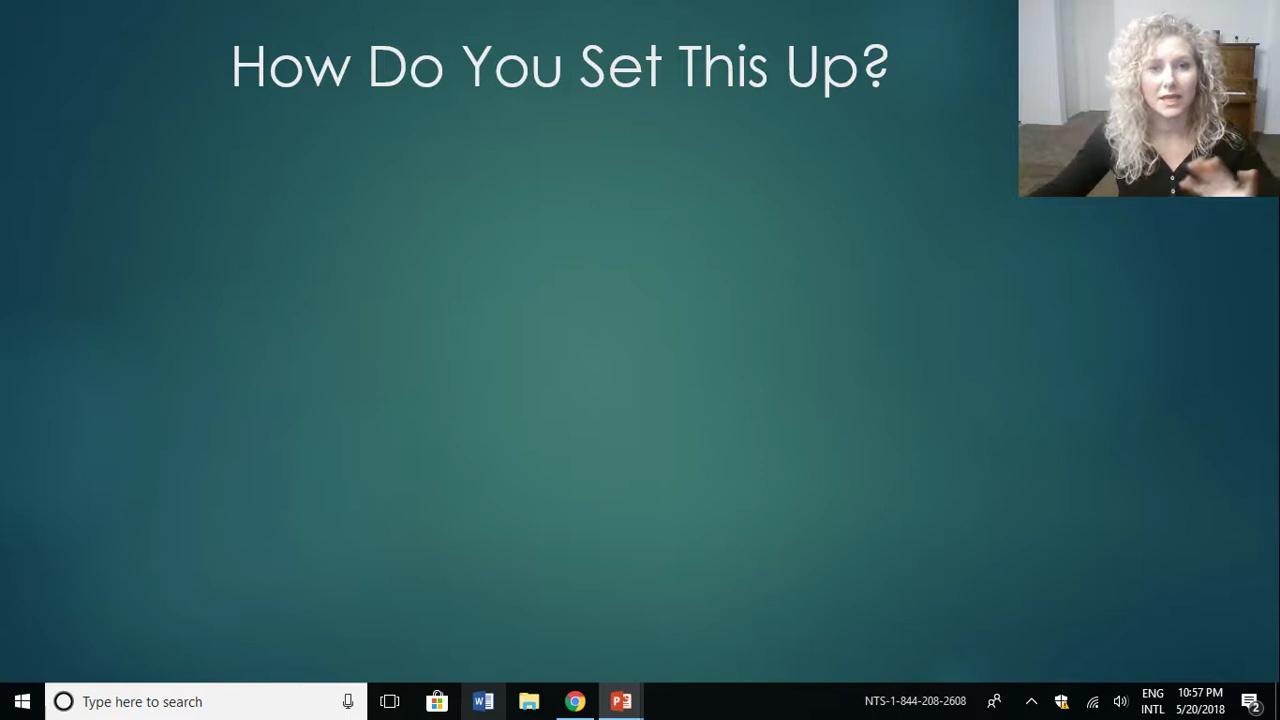 How Do You Set This Up?
Type here to search
NTS-1-844-208-2608
ENG
INTL
10:57 PM
5/20/2018
2